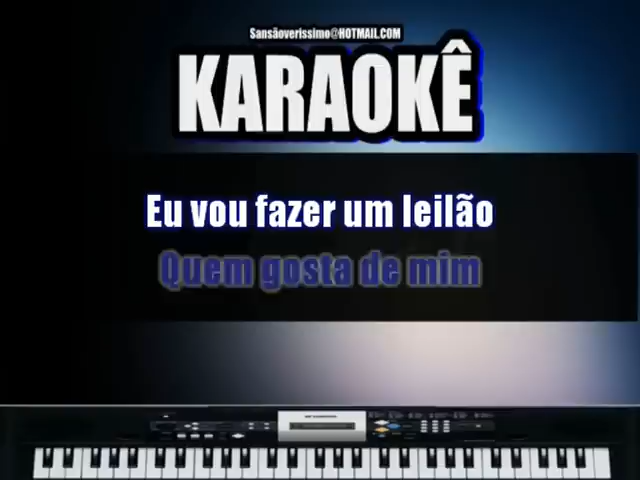 Sansãoverissimo@HOTMAIL.COM
KARAOKÊ
Eu vou fazer um leilão
Quem gosta de mim